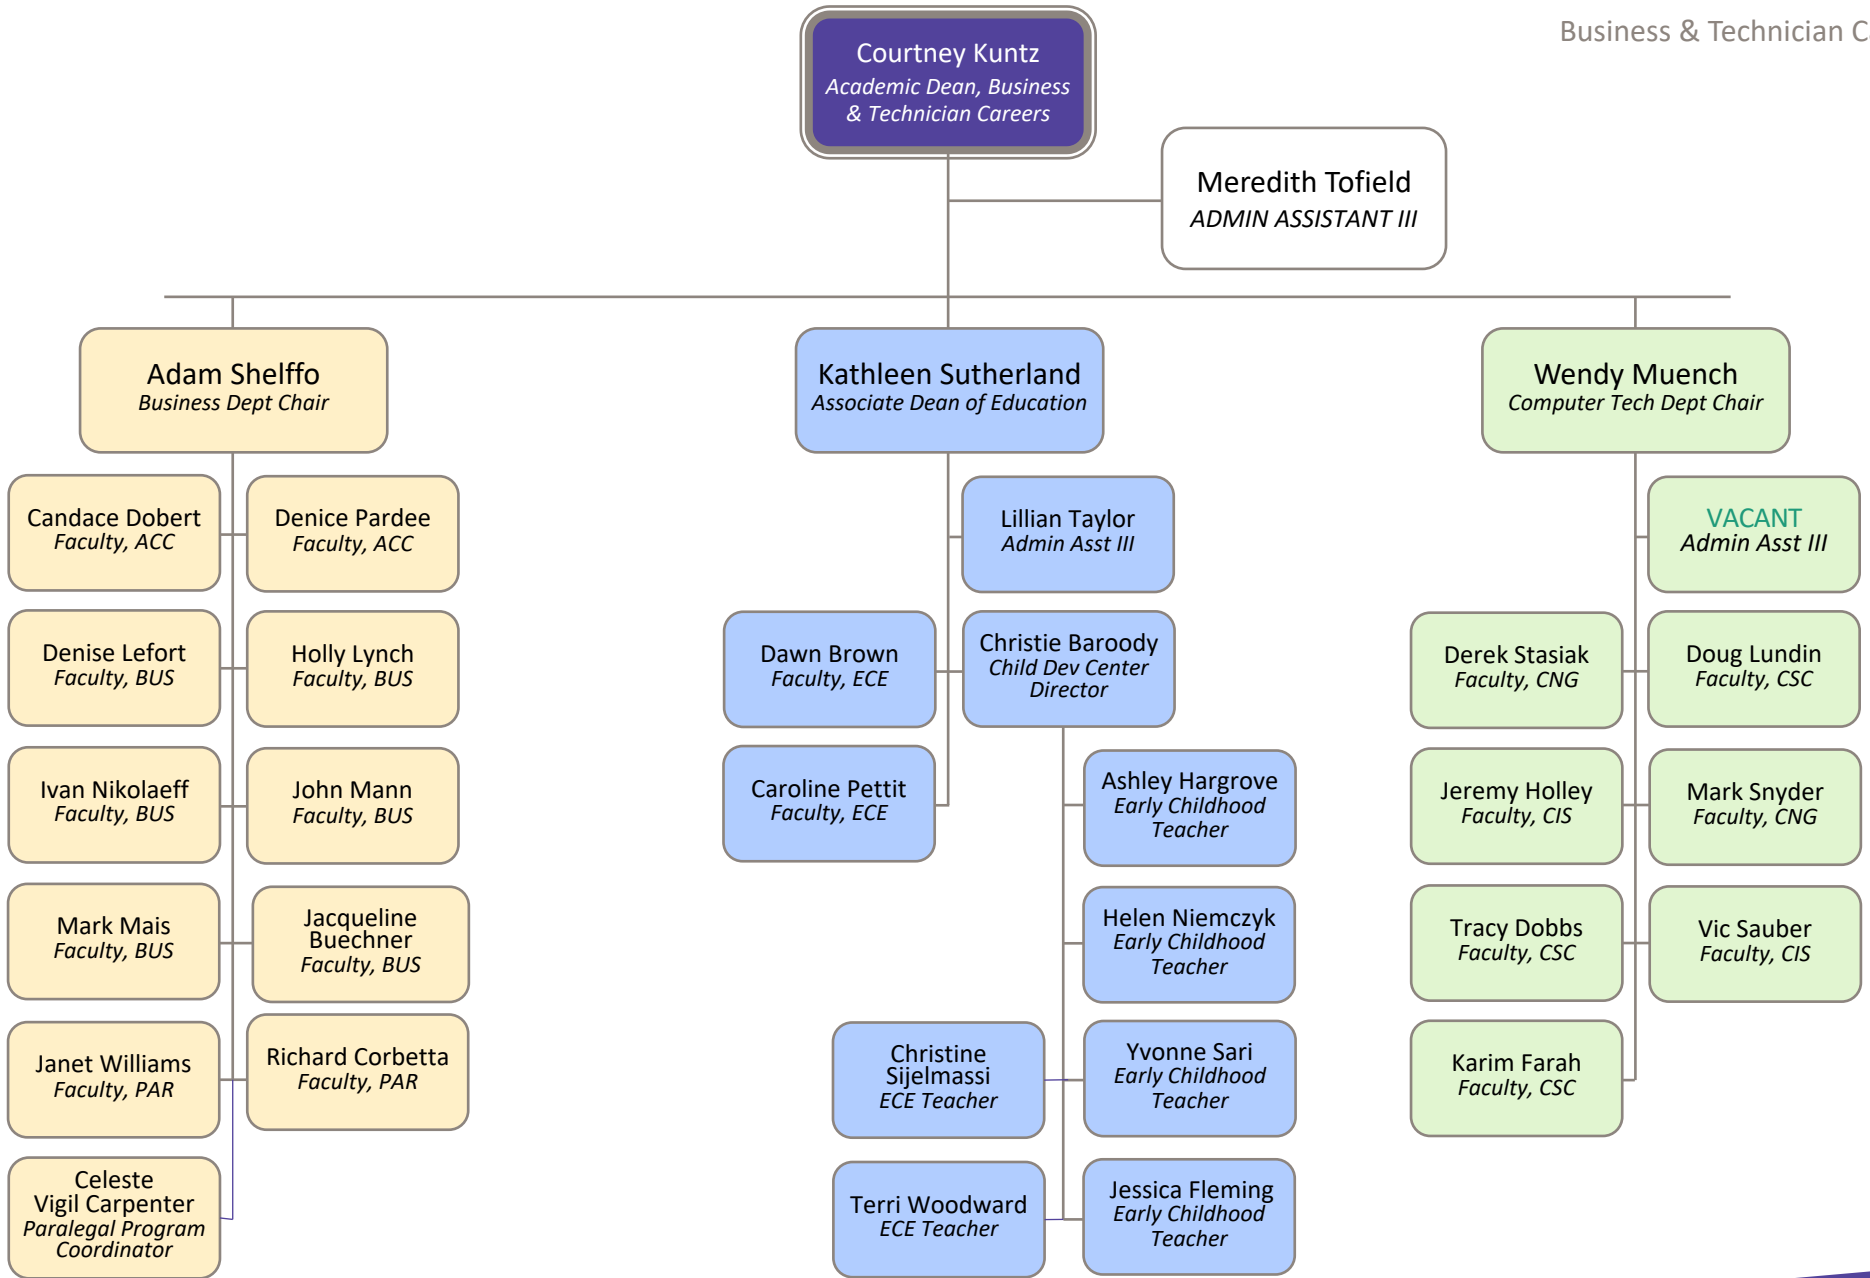 Business & Technician C
Courtney Kuntz
Academic Dean, Business
& Technician Careers
Meredith Tofield
ADMIN ASSISTANT III
Adam Shelffo
Business Dept Chair
Kathleen Sutherland
Associate Dean of Education
Wendy Muench
Computer Tech Dept Chair
Candace Dobert
Faculty, ACC
Denice Pardee
Faculty, ACC
Lillian Taylor
Admin Asst III
VACANT
Admin Asst III
Denise Lefort
Faculty, BUS
Holly Lynch
Faculty, BUS
Dawn Brown
Faculty, ECE
Christie Baroody
Child Dev Center
Director
Derek Stasiak
Faculty, CNG
Doug Lundin
Faculty, CSC
Ivan Nikolaeff
Faculty, BUS
John Mann
Faculty, BUS
Caroline Pettit
Faculty, ECE
Ashley Hargrove
Early Childhood
Teacher
Jeremy Holley
Faculty, CIS
Mark Snyder
Faculty, CNG
Mark Mais
Faculty, BUS
Jacqueline
Buechner
Faculty, BUS
Helen Niemczyk
Early Childhood
Teacher
Tracy Dobbs
Faculty, CSC
Vic Sauber
Faculty, CIS
Janet Williams
Faculty, PAR
Richard Corbetta
Faculty, PAR
Christine
Sijelmassi
ECE Teacher
Yvonne Sari
Early Childhood
Teacher
Karim Farah
Faculty, CSC
Celeste
Vigil Carpenter
Paralegal Program
Coordinator
Terri Woodward
ECE Teacher
Jessica Fleming
Early Childhood
Teacher